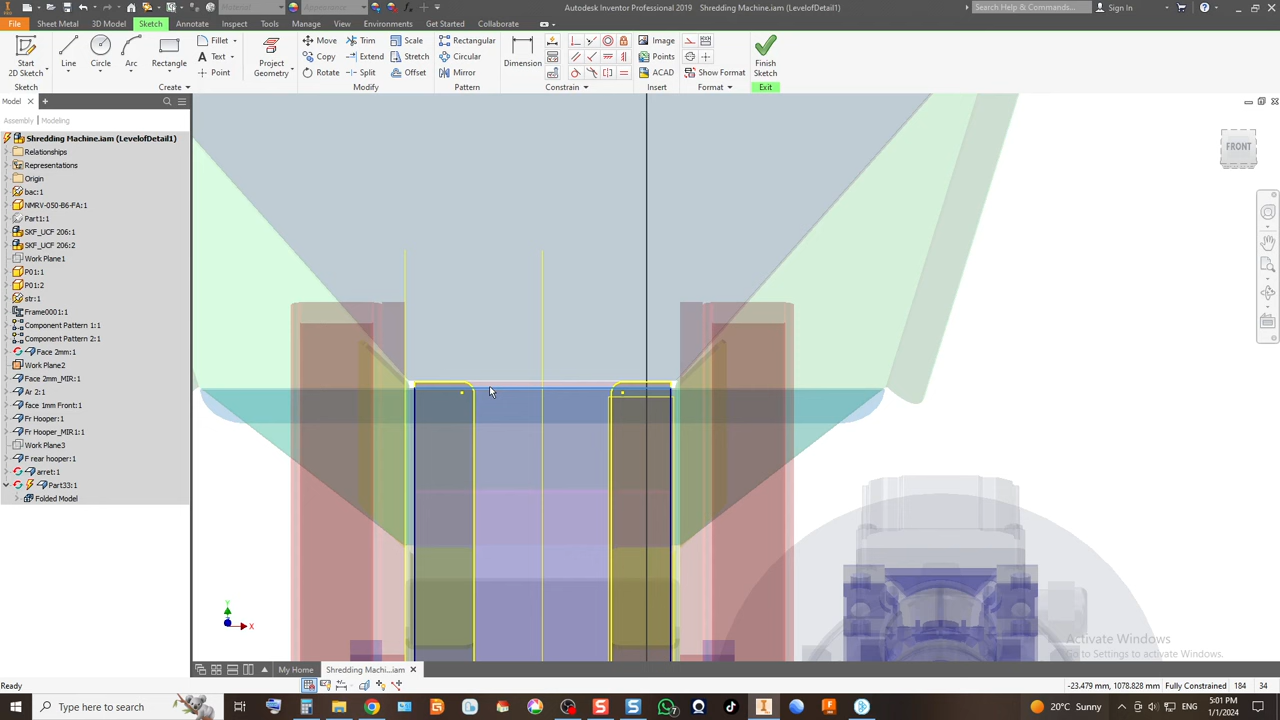 Material
Appearance
Autodesk Inventor Professional 2019 Shredding Machine.iam (LevelofDetail1)
Search Help & Commands...
Sign In
File Sheet Metal 3D Model Sketch Annotate Inspect Tools Manage View Environments Get Started Collaborate
Start
2D Sketch
Line
Circle
Arc
Rectangle
Fillet
Text
Point
Project
Geometry
Move Trim Scale
Copy Extend Stretch
Rotate Split Offset
Rectangular
Circular
Mirror
Dimension
Image
Points
ACAD
Show Format
Finish
Sketch
Sketch Create Modify Pattern Constrain Insert Format Exit
Model
Assembly Modeling
Shredding Machine.iam (LevelofDetail1)
Relationships
Representations
Origin
bac:1
NMRV-050-B6-FA:1
Part1:1
SKF_UCF 206:1
SKF_UCF 206:2
Work Plane1
P01:1
P01:2
str:1
Frame0001:1
Component Pattern 1:1
Component Pattern 2:1
Face 2mm:1
Work Plane2
Face 2mm_MIR:1
Ar 2:1
face 1mm Front:1
Fr Hooper:1
Fr Hooper_MIR1:1
Work Plane3
F rear hooper:1
arret:1
Part33:1
Folded Model
FRONT
Y
X
Activate Windows
Go to Settings to activate Windows.
My Home Shredding Machi...iam
Ready
-23.479 mm, 1078.828 mm Fully Constrained 184 34
Type here to search
20°C Sunny
ENG
5:01 PM
1/1/2024